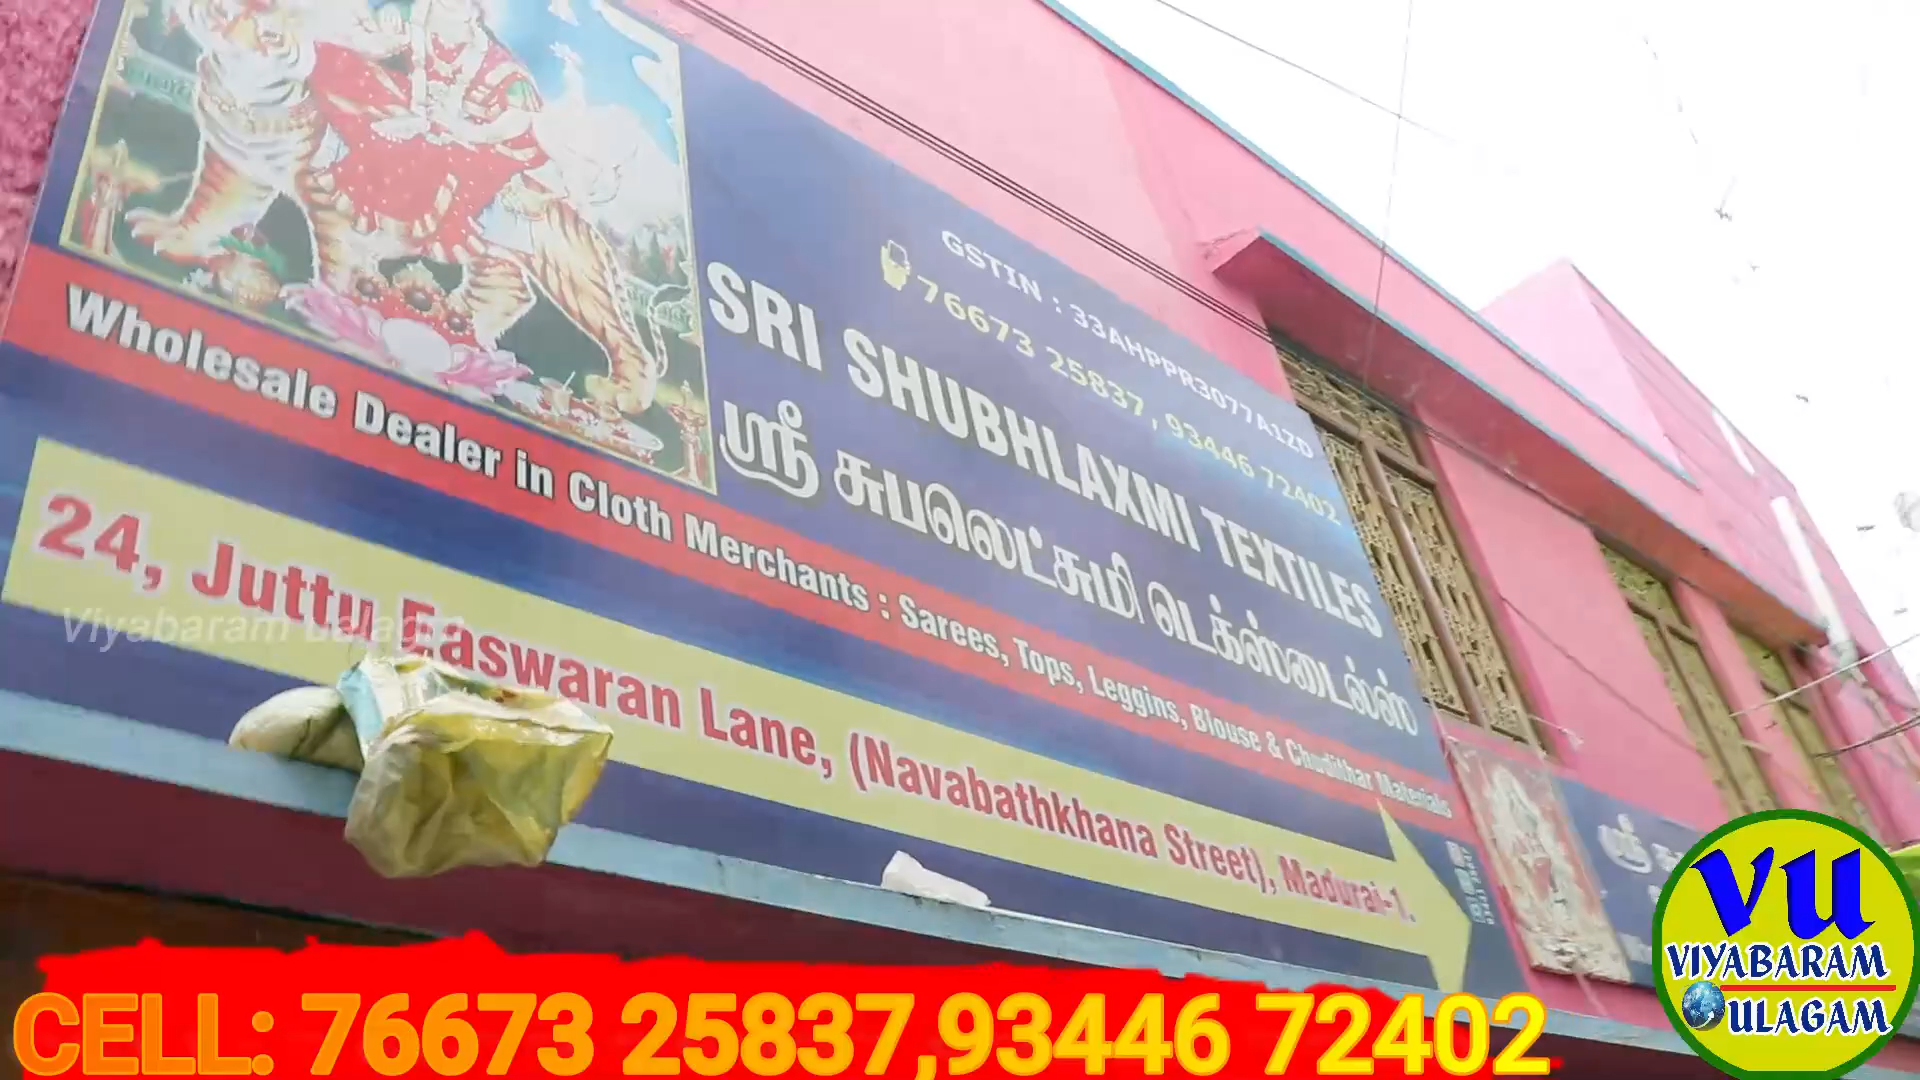 GSTIN : 33AHPPR3077A1ZD
76673 25837, 93446 72402
SRI SHUBHLAXMI TEXTILES
ஸ்ரீ சுபலெட்சுமி டெக்ஸ்டைல்ஸ்
Wholesale Dealer in Cloth Merchants : Sarees, Tops, Leggins, Blouse & Chudithar Materials
24, Juttu Easwaran Lane, (Navabathkhana Street), Madurai-1.
Viyabaram
ஸ்ரீ
VU
VIYABARAM
ULAGAM
CELL: 76673 25837,93446 72402